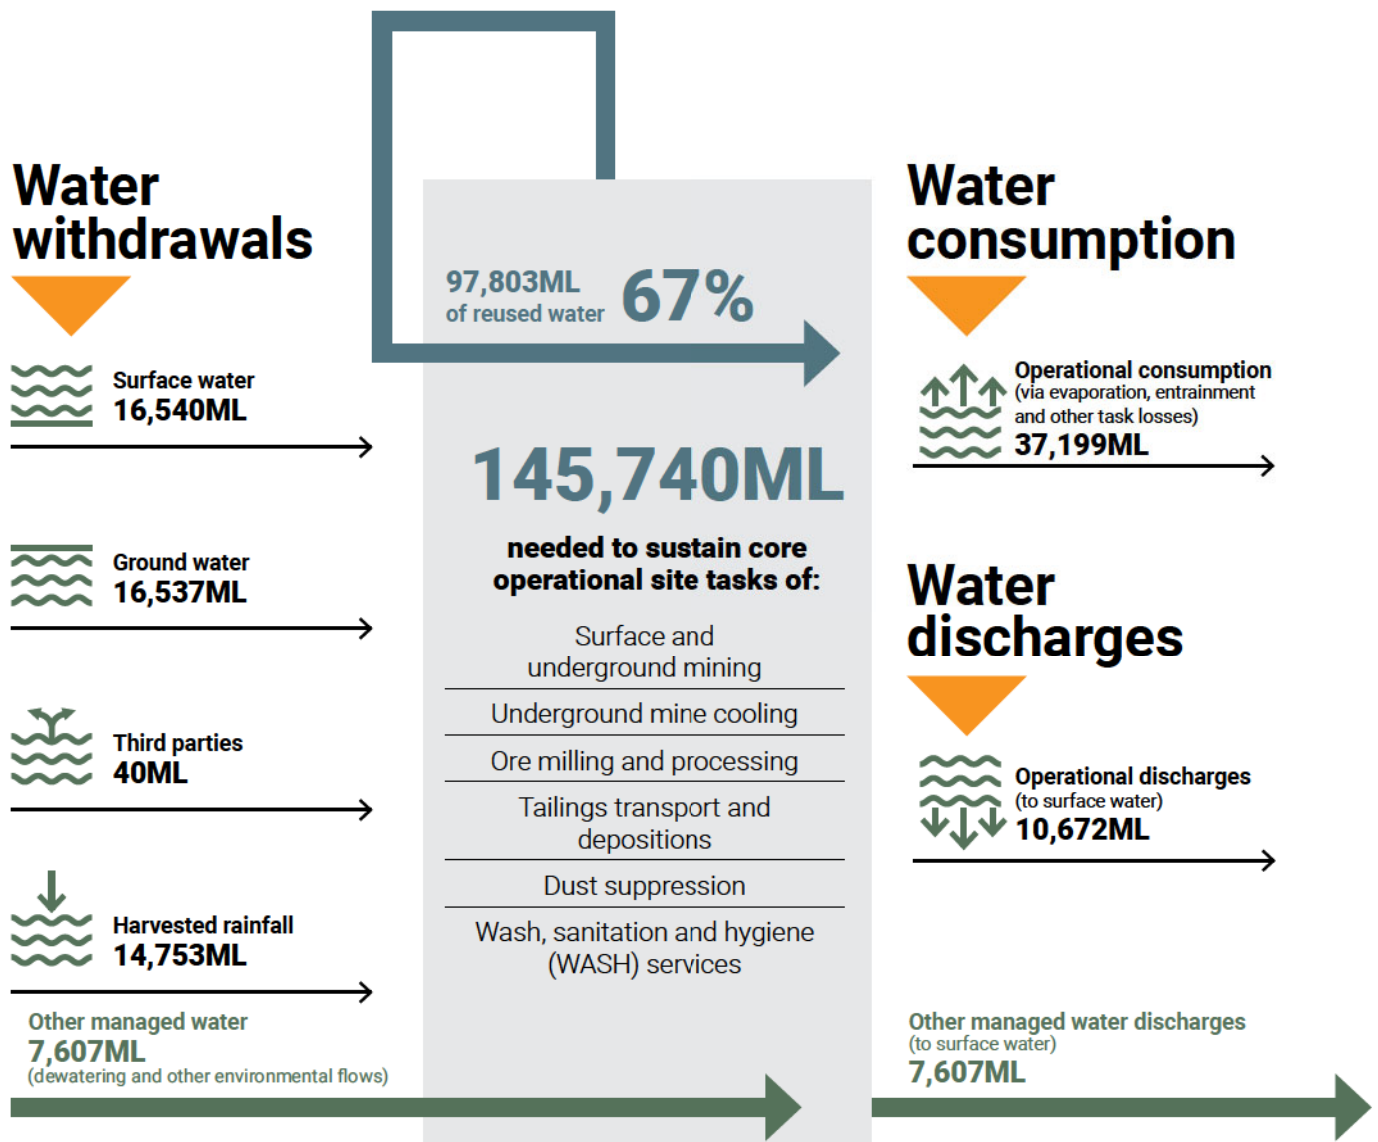 Water
withdrawals
Surface water
16,540ML
Ground water
16,537ML
Third parties
40ML
Harvested rainfall
14,753ML
Other managed water
7,607ML
(dewatering and other environmental flows)
97,803ML
of reused water
67%
145,740ML
needed to sustain core
operational site tasks of:
Surface and
underground mining
Underground mine cooling
Ore milling and processing
Tailings transport and
depositions
Dust suppression
Wash, sanitation and hygiene
(WASH) services
Water
consumption
Operational consumption
(via evaporation, entrainment
and other task losses)
37,199ML
Water
discharges
Operational discharges
(to surface water)
10,672ML
Other managed water discharges
(to surface water)
7,607ML